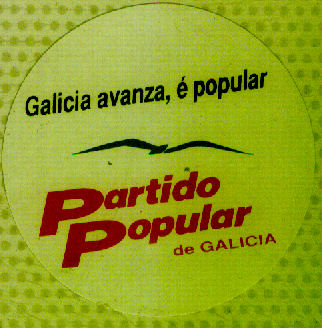 Galicia avanza, é popular
Partido
Popular
de GALICIA